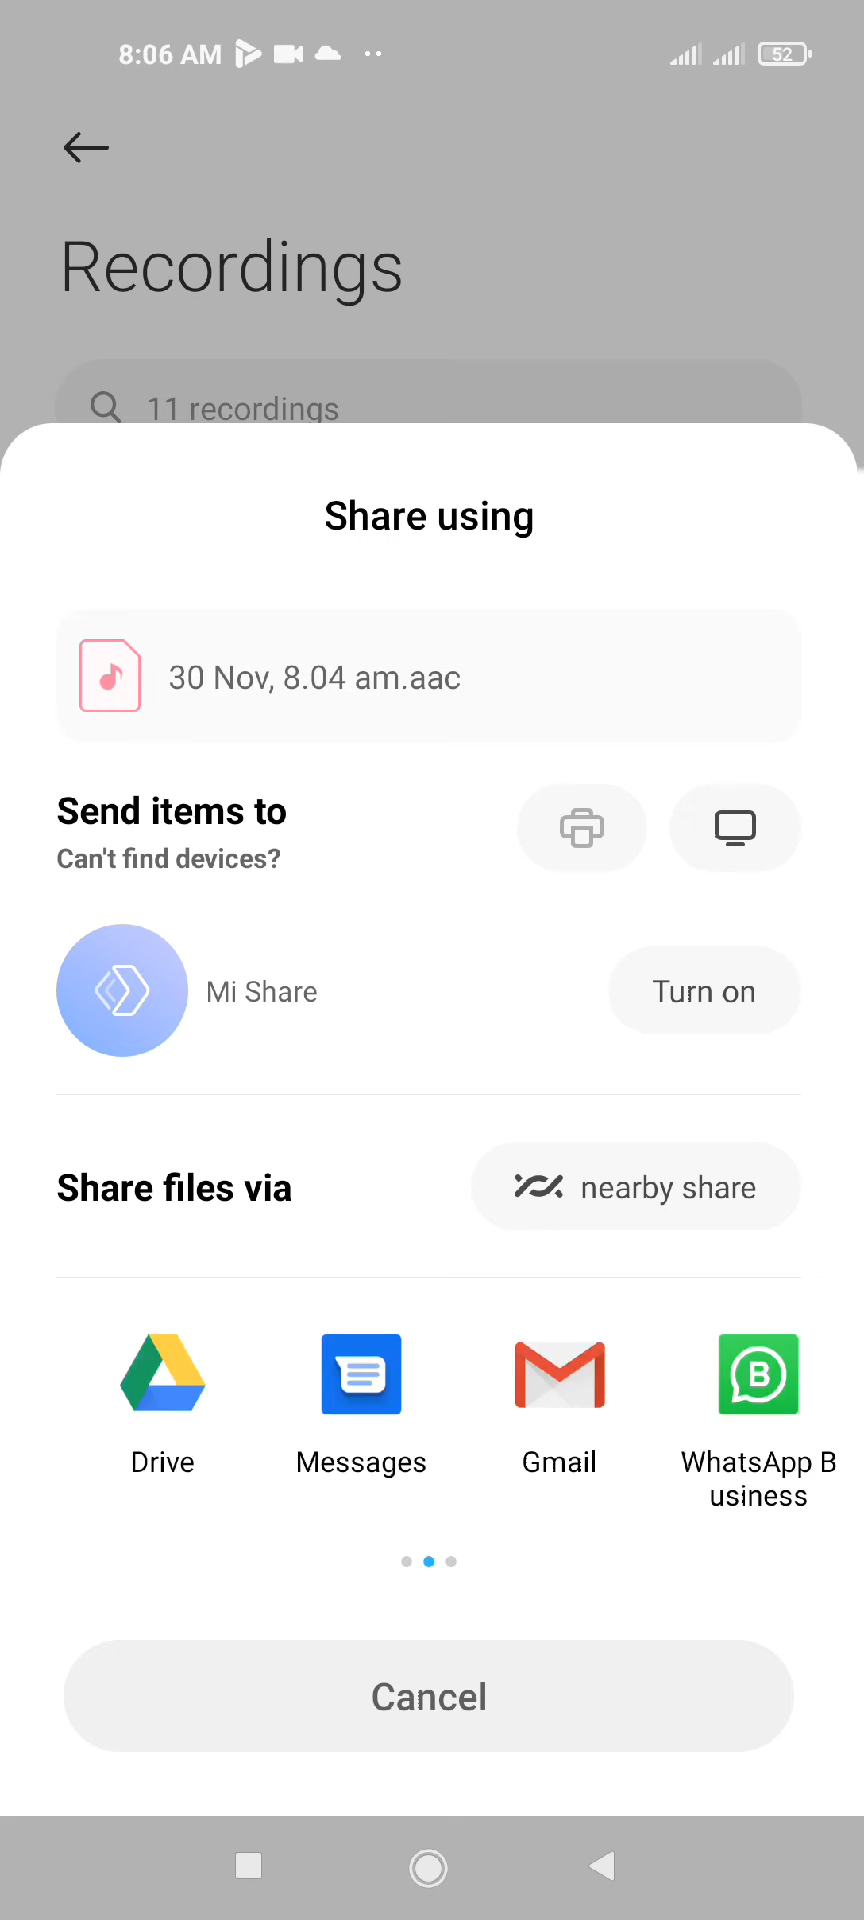 8:06 AM
52
Recordings
11 recordings
Share using
30 Nov, 8.04 am.aac
Send items to
Can't find devices?
Mi Share
Turn on
Share files via
nearby share
Drive
Messages
Gmail
WhatsApp B
usiness
Cancel